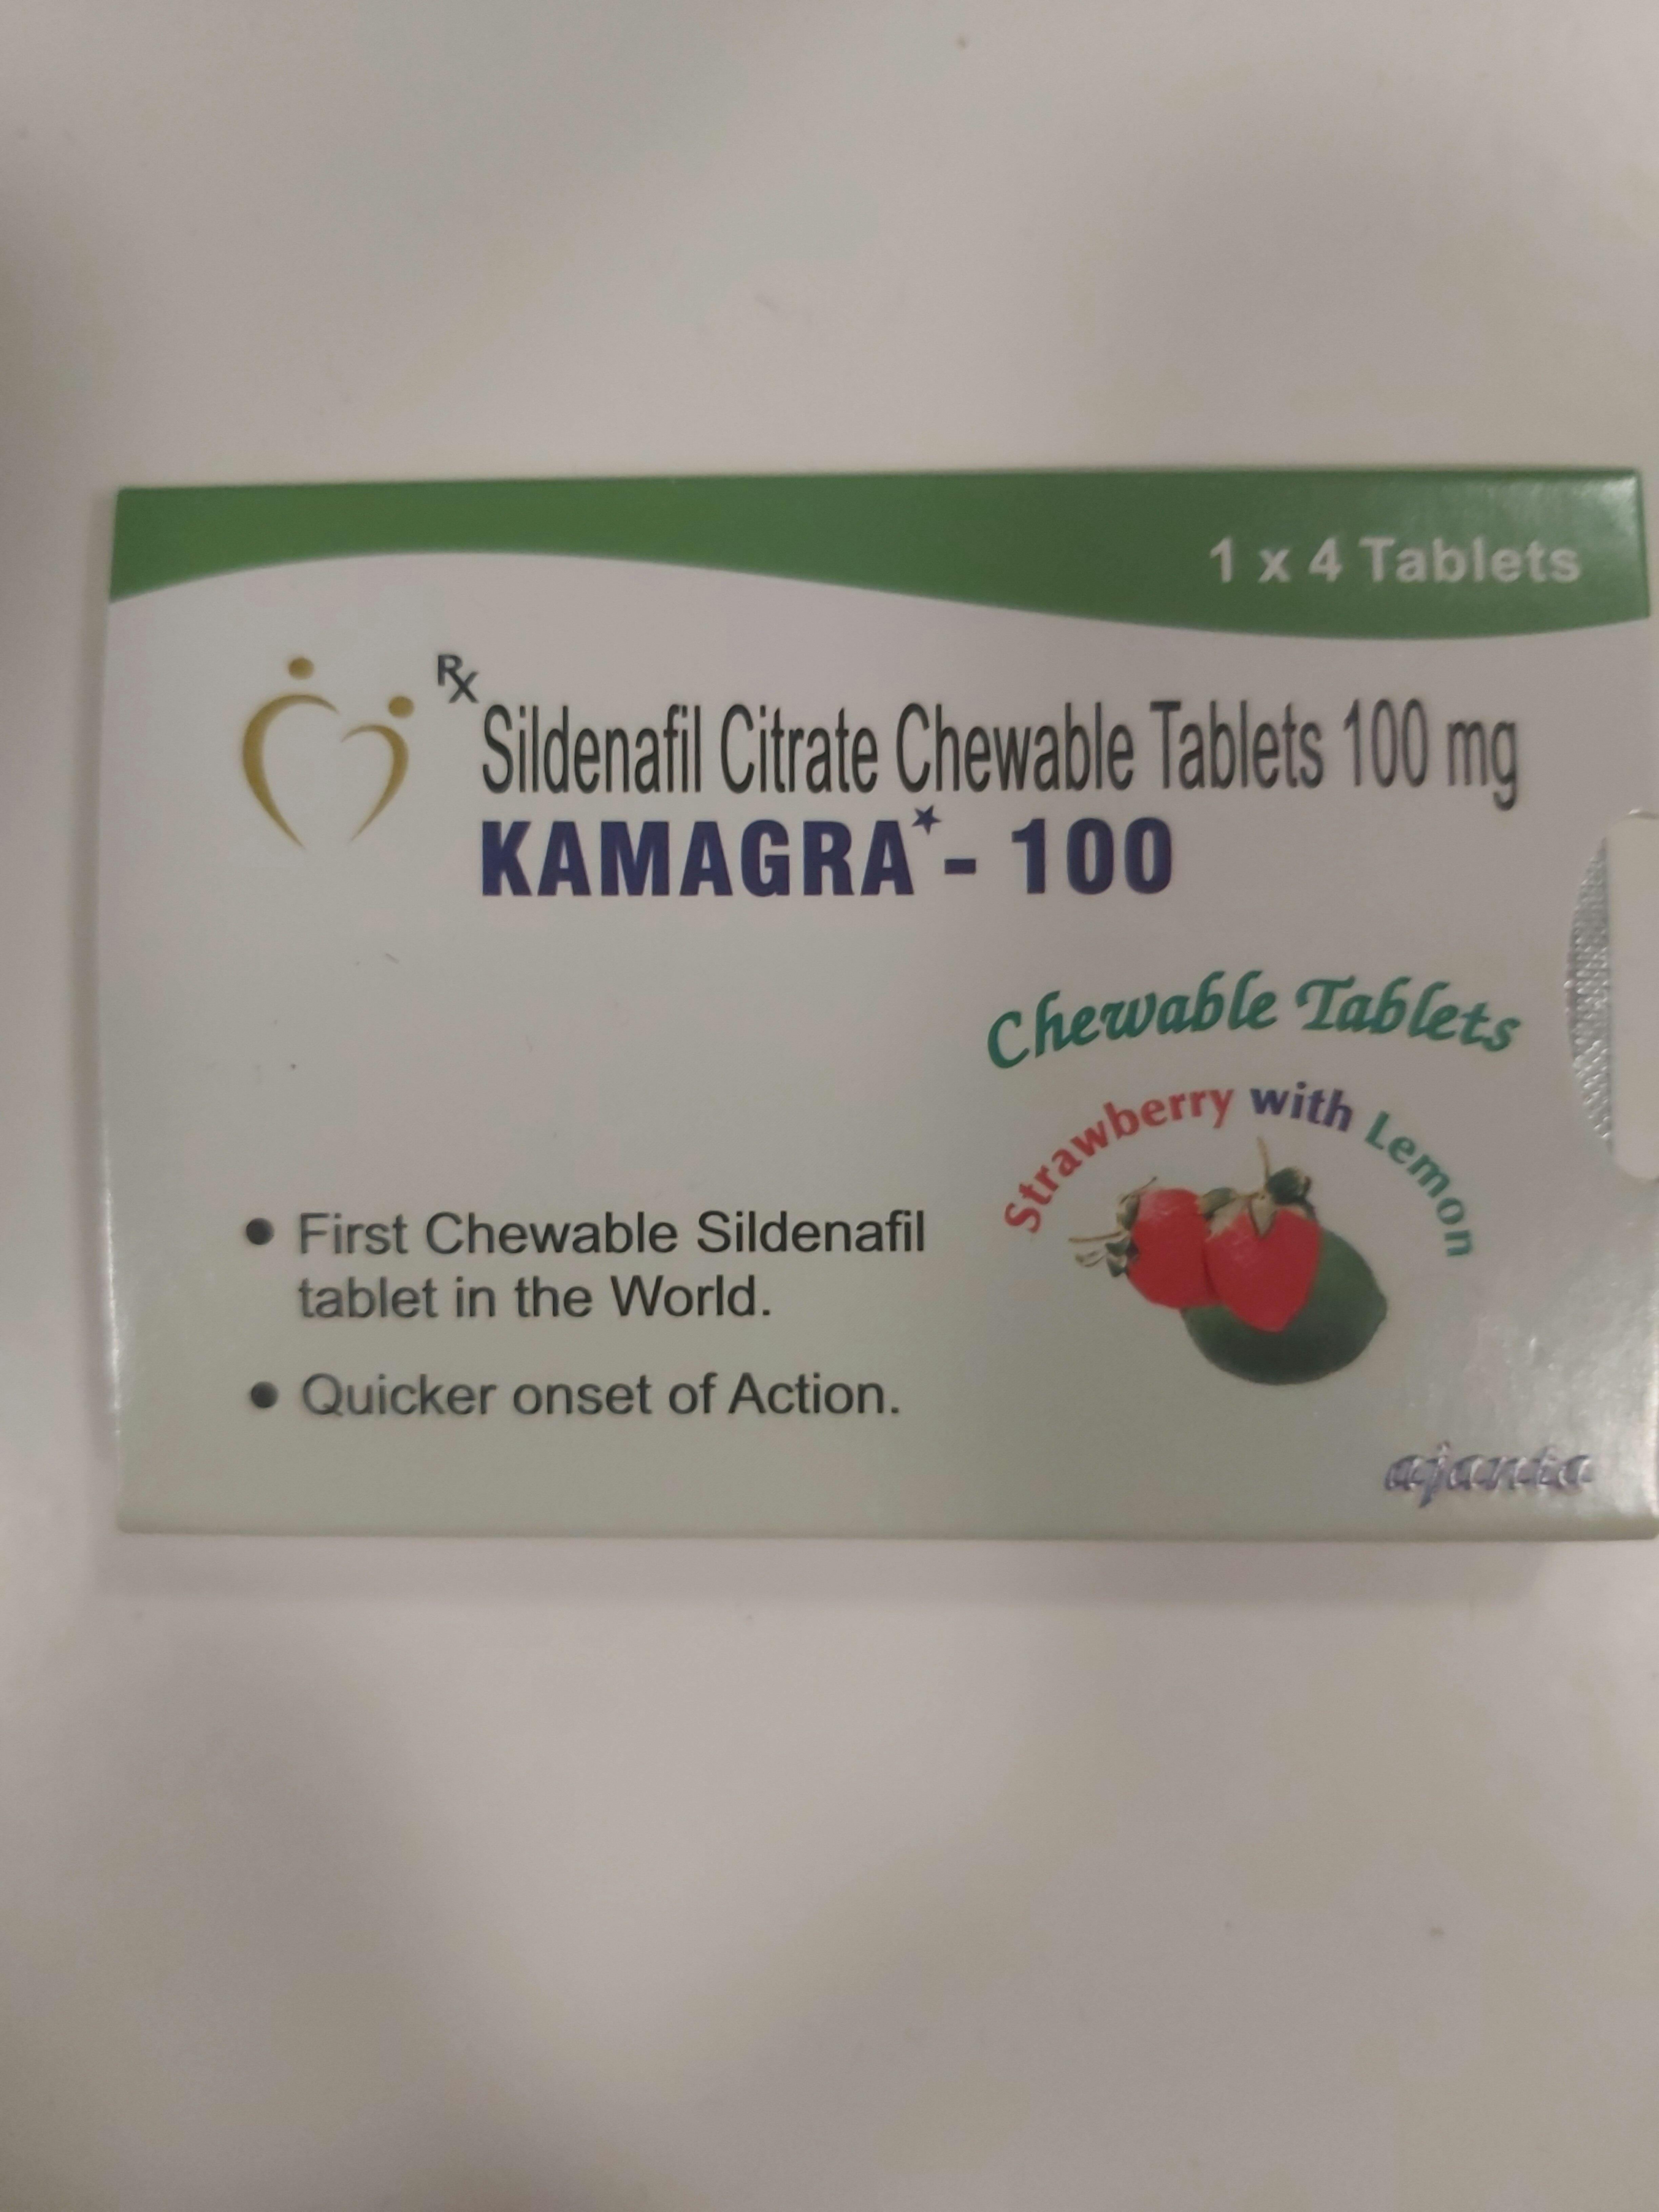 1 x 4 Tablets
Rx
Sildenafil Citrate Chewable Tablets 100 mg
KAMAGRA* - 100
Chewable Tablets
Strawberry with Lemon
• First Chewable Sildenafil
tablet in the World.
• Quicker onset of Action.
ajanta